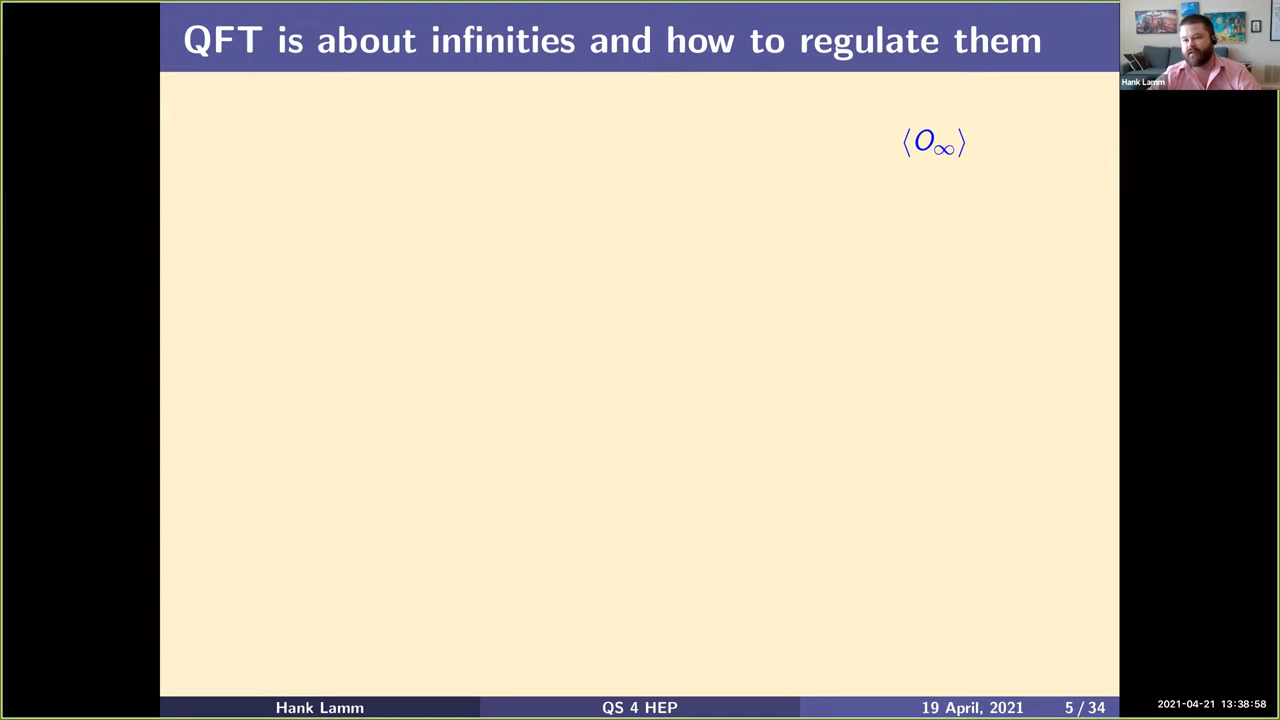 QFT is about infinities and how to regulate them
Hank Lamm
⟨O∞⟩
Hank Lamm QS 4 HEP 19 April, 2021 5 / 34
2021-04-21 13:38:58